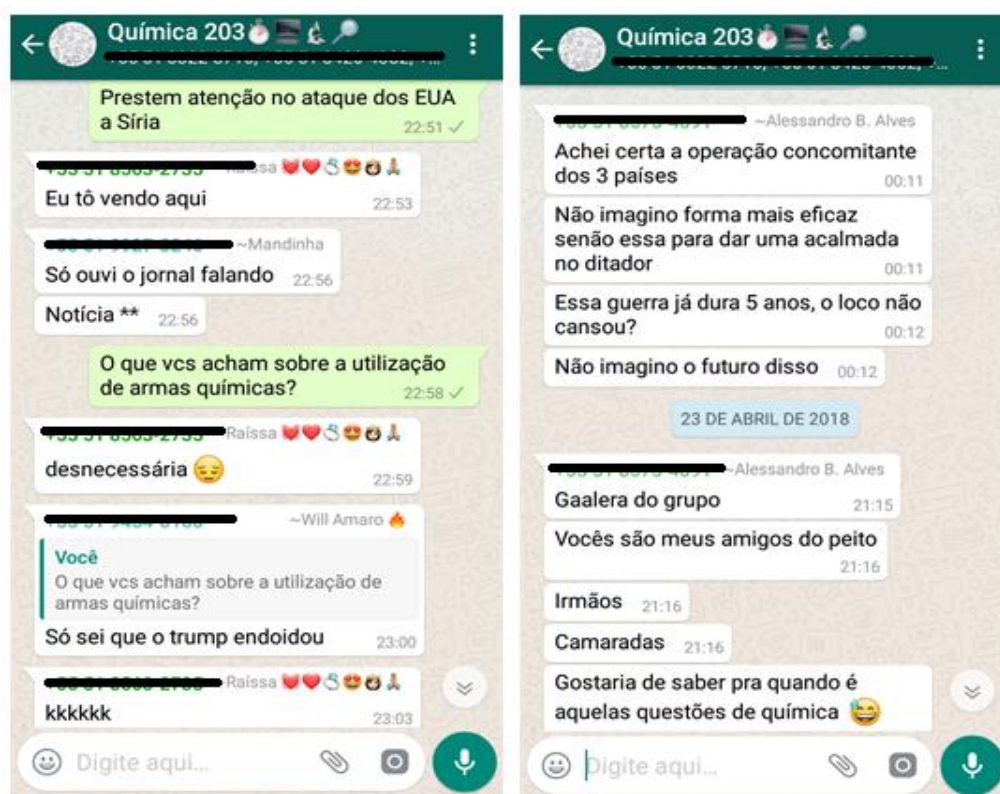 Química 203
Prestem atenção no ataque dos EUA
a Síria
22:51
Raíssa
Eu tô vendo aqui
22:53
~Mandinha
Só ouvi o jornal falando 22:56
Notícia ** 22:56
O que vcs acham sobre a utilização
de armas químicas?
22:58
Raíssa
desnecessária
22:59
~Will Amaro
Você
O que vcs acham sobre a utilização de
armas químicas?
Só sei que o trump endoidou
23:00
Raíssa
kkkkkk
23:03
Digite aqui...
Química 203
~Alessandro B. Alves
Achei certa a operação concomitante
dos 3 países
00:11
Não imagino forma mais eficaz
senão essa para dar uma acalmada
no ditador
00:11
Essa guerra já dura 5 anos, o loco não
cansou?
00:12
Não imagino o futuro disso 00:12
23 DE ABRIL DE 2018
~Alessandro B. Alves
Gaalera do grupo
21:15
Vocês são meus amigos do peito
21:16
Irmãos 21:16
Camaradas 21:16
Gostaria de saber pra quando é
aquelas questões de química
Digite aqui...